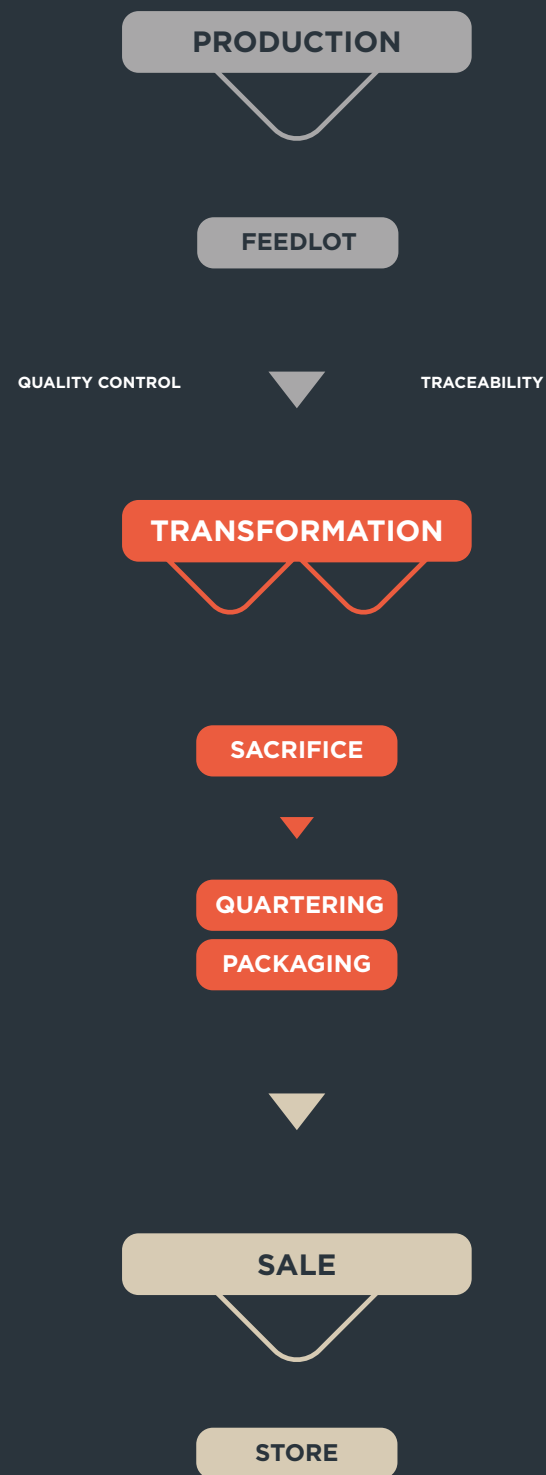 PRODUCTION
FEEDLOT
QUALITY CONTROL
TRACEABILITY
TRANSFORMATION
SACRIFICE
QUARTERING
PACKAGING
SALE
STORE